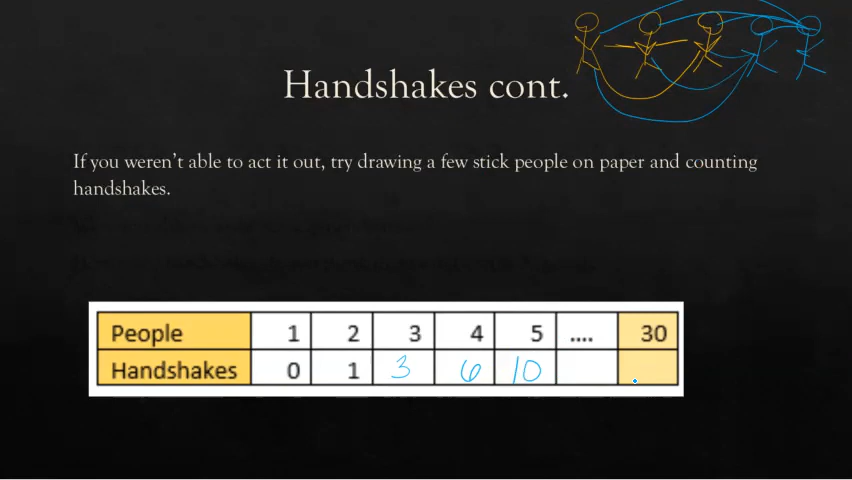 Handshakes cont.
If you weren't able to act it out, try drawing a few stick people on paper and counting
handshakes.
People 1 2 3 4 5 .... 30
Handshakes 0 1 3 6 10